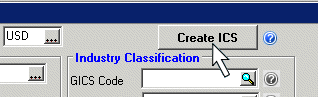 USD ... Create ICS ?
Industry Classification
... GICS Code ?